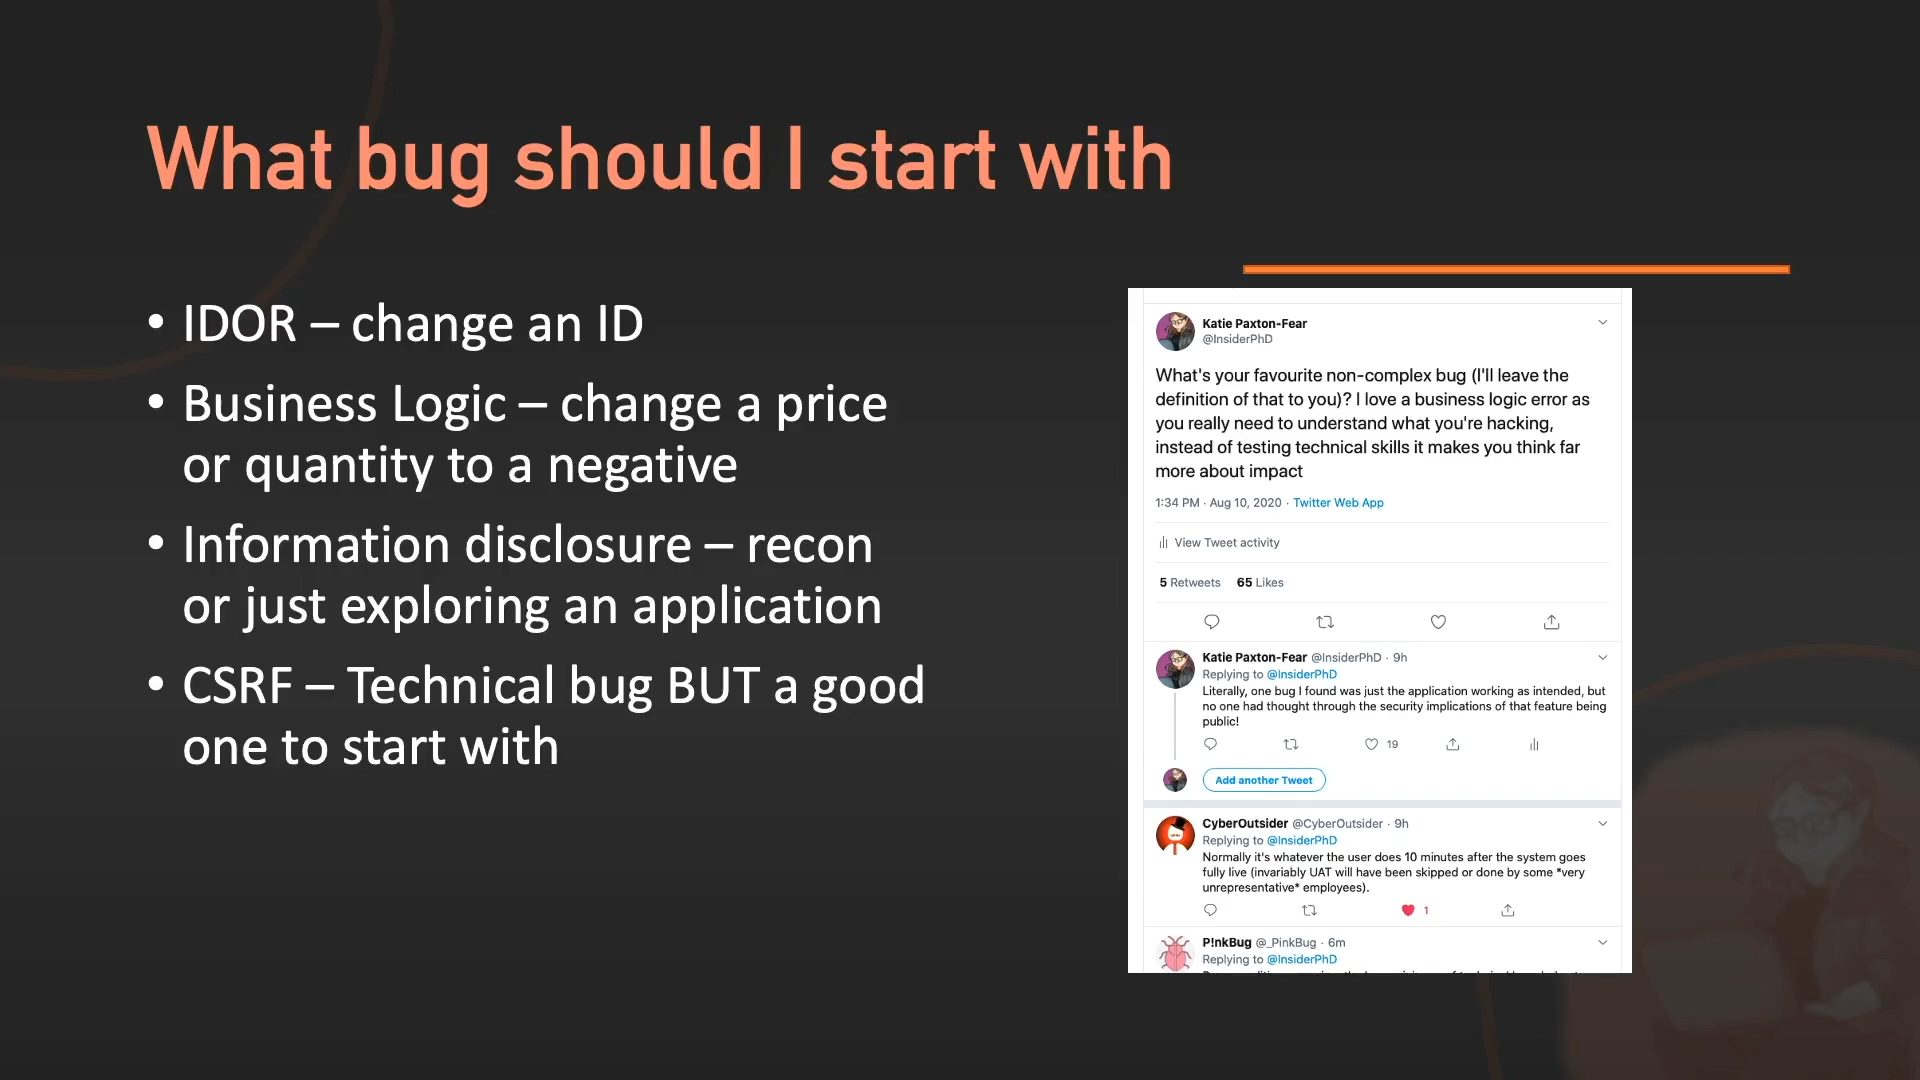 What bug should I start with
• IDOR – change an ID
• Business Logic – change a price
or quantity to a negative
• Information disclosure – recon
or just exploring an application
• CSRF – Technical bug BUT a good
one to start with
Katie Paxton-Fear
@InsiderPhD
What's your favourite non-complex bug (I'll leave the
definition of that to you)? I love a business logic error as
you really need to understand what you're hacking,
instead of testing technical skills it makes you think far
more about impact
1:34 PM · Aug 10, 2020 · Twitter Web App
View Tweet activity
5 Retweets 65 Likes
Katie Paxton-Fear @InsiderPhD · 9h
Replying to @InsiderPhD
Literally, one bug I found was just the application working as intended, but
no one had thought through the security implications of that feature being
public!
19
Add another Tweet
CyberOutsider @CyberOutsider · 9h
Replying to @InsiderPhD
Normally it's whatever the user does 10 minutes after the system goes
fully live (invariably UAT will have been skipped or done by some *very
unrepresentative* employees).
1
P!nkBug @_PinkBug · 6m
Replying to @InsiderPhD